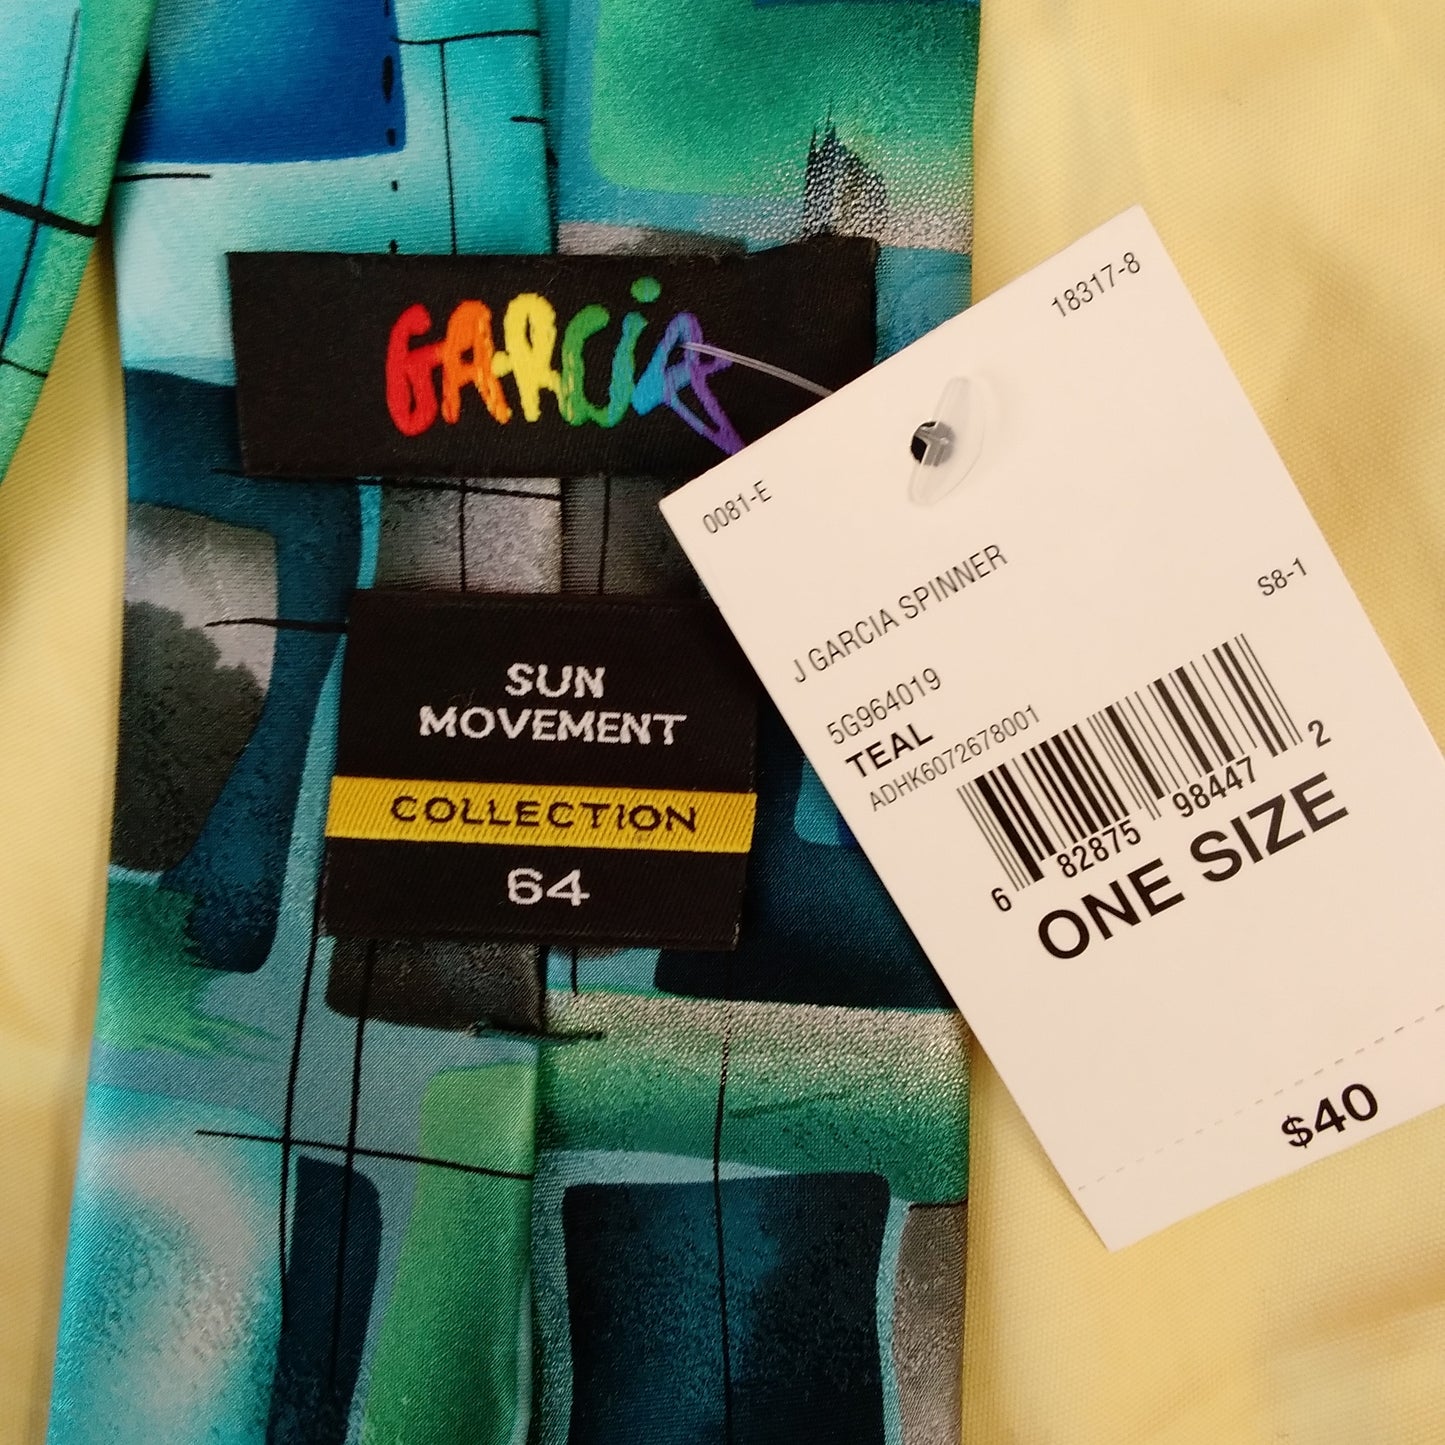 GARCIA
SUN
MOVEMENT
COLLECTION
64
18317-8
0081-E
J GARCIA SPINNER
S8-1
5G964019
TEAL
ADHK6072678001
6 82875 98447 2
ONE SIZE
$40